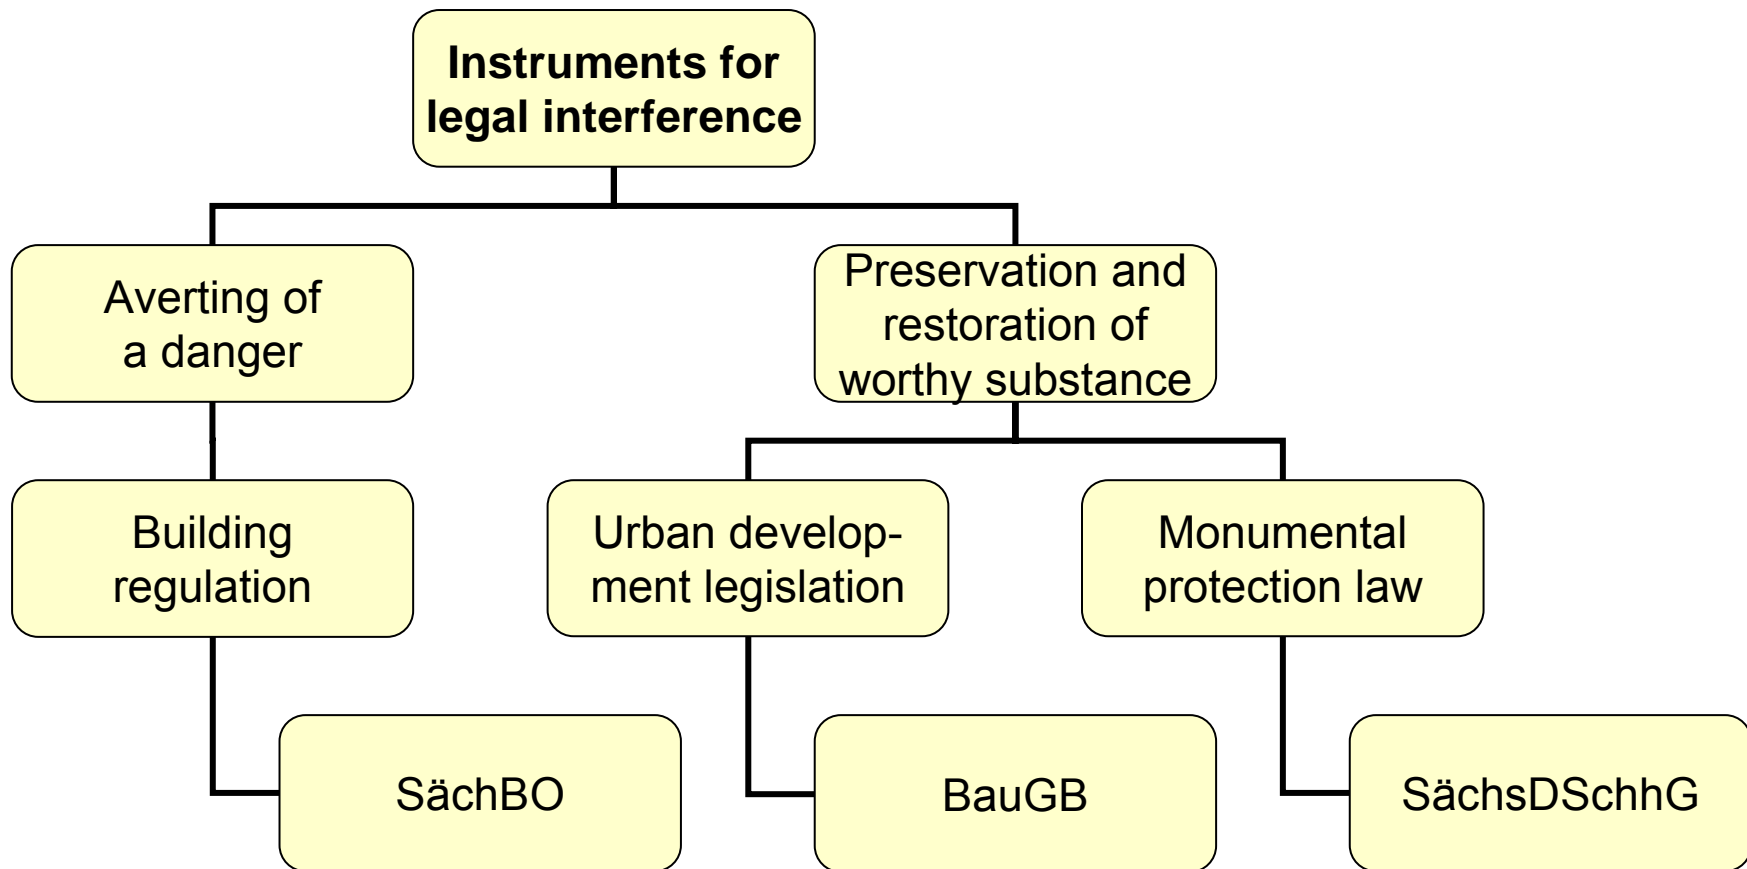 Instruments for
legal interference
Averting of
a danger
Preservation and
restoration of
worthy substance
Building
regulation
Urban develop-
ment legislation
Monumental
protection law
SächBO
BauGB
SächsDSchhG